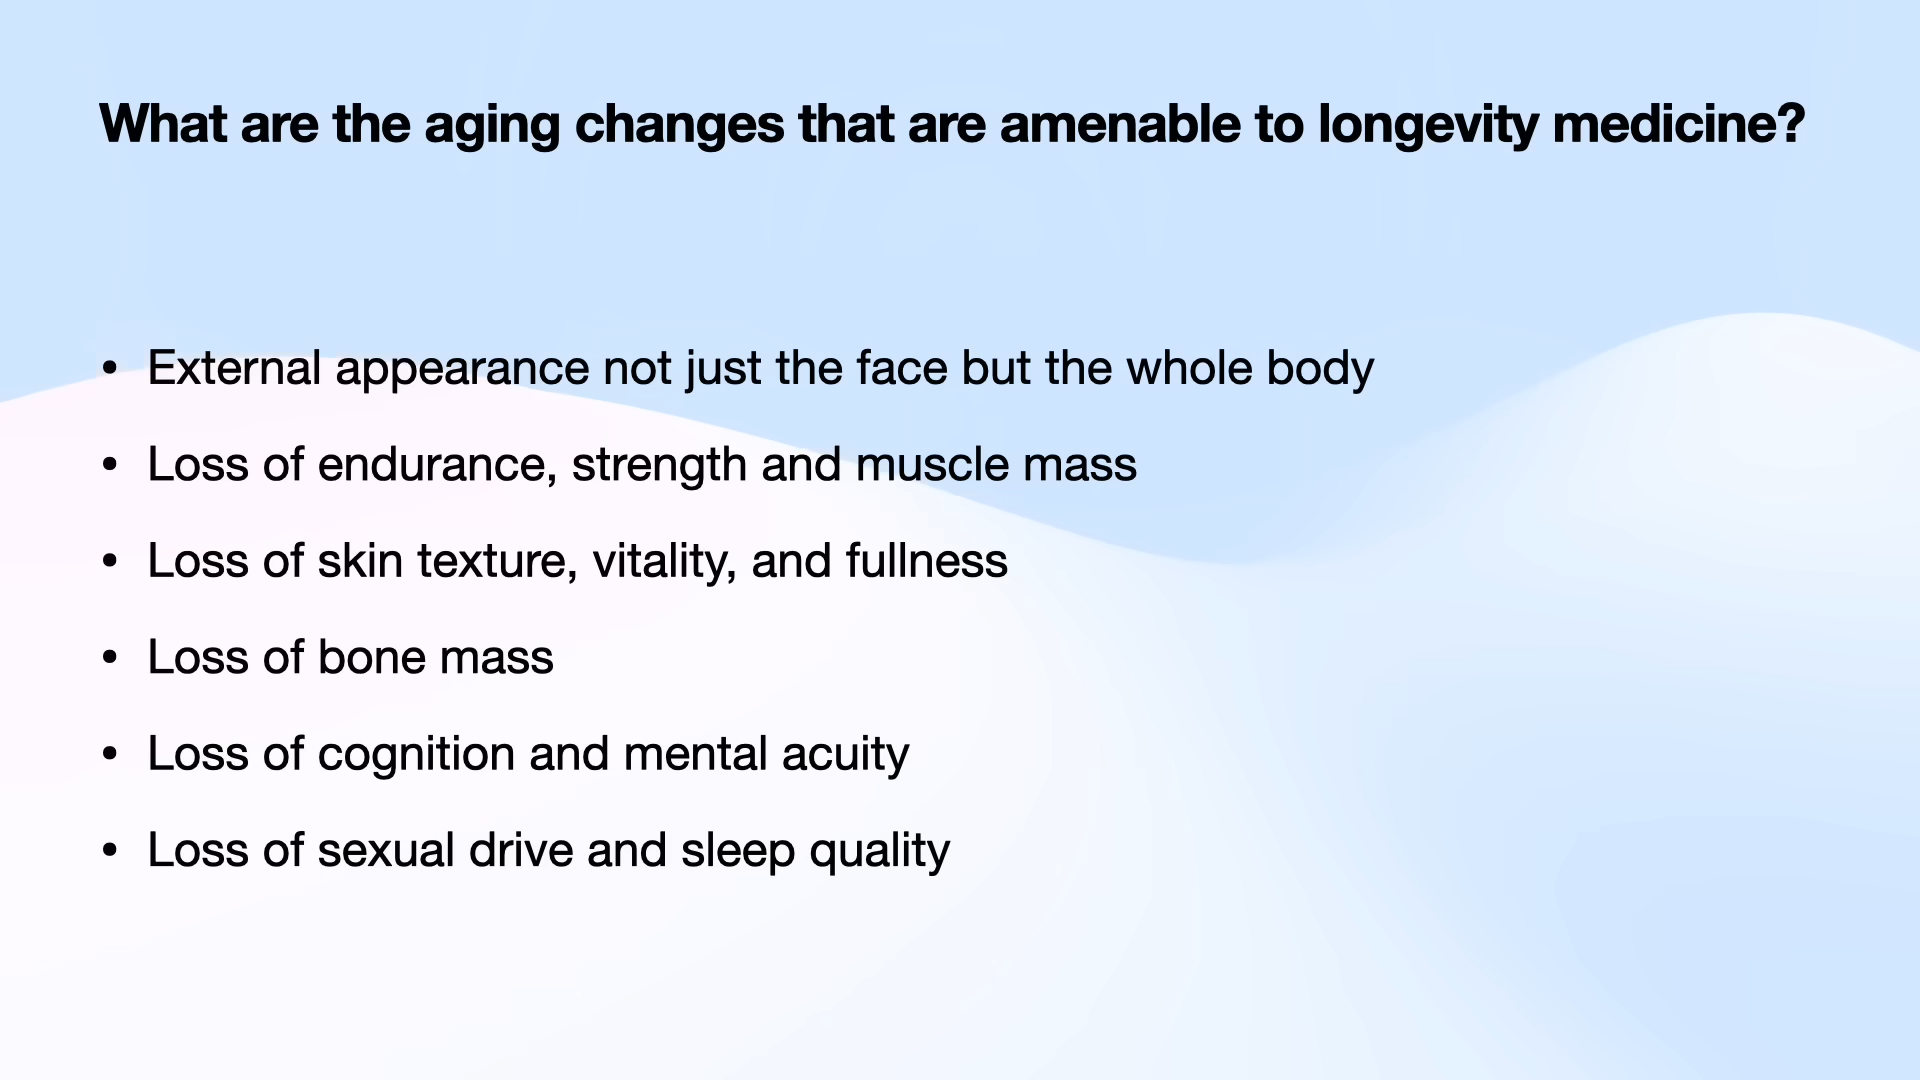 What are the aging changes that are amenable to longevity medicine?
• External appearance not just the face but the whole body
• Loss of endurance, strength and muscle mass
• Loss of skin texture, vitality, and fullness
• Loss of bone mass
• Loss of cognition and mental acuity
• Loss of sexual drive and sleep quality